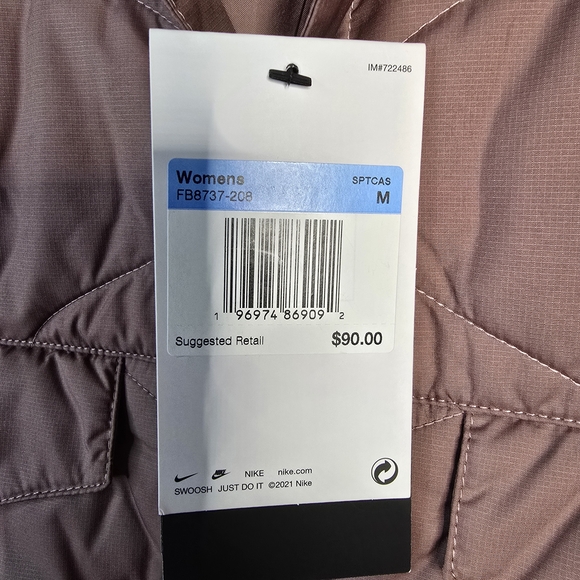 IM#722486
Womens SPTCAS
FB8737-208 M
1 96974 86909 2
Suggested Retail $90.00
NIKE nike.com
SWOOSH JUST DO IT ©2021 Nike